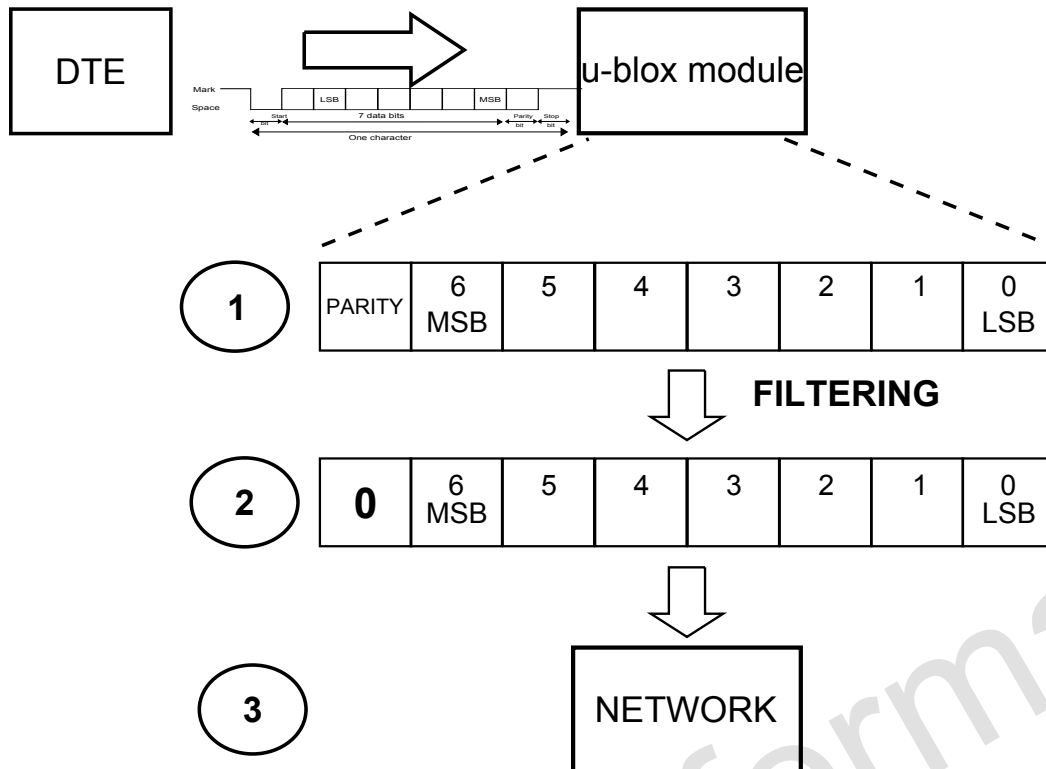 DTE
u-blox module
Mark
Space
LSB
MSB
Start
bit
7 data bits
Parity
bit
Stop
bit
One character
1
PARITY
6
MSB
5
4
3
2
1
0
LSB
FILTERING
2
0
6
MSB
5
4
3
2
1
0
LSB
3
NETWORK